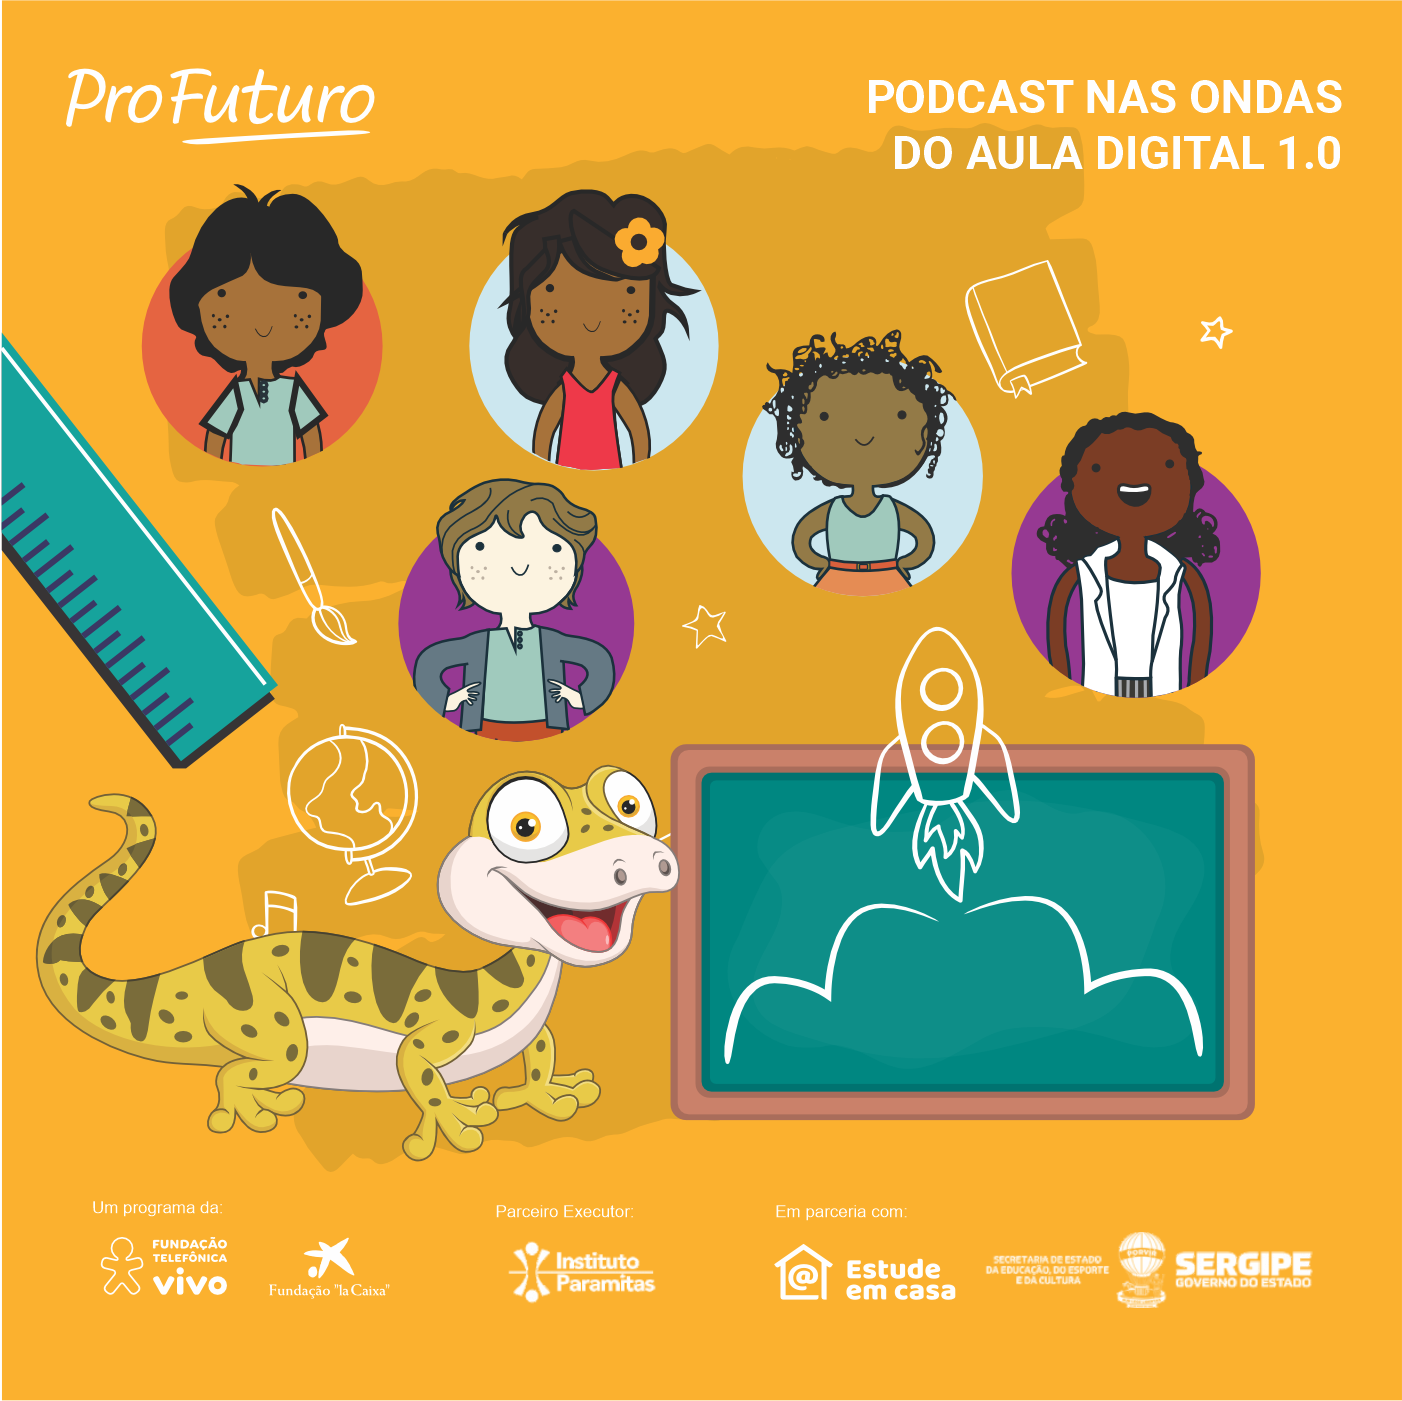 ProFuturo
PODCAST NAS ONDAS
DO AULA DIGITAL 1.0
Um programa da:
FUNDAÇÃO
TELEFÔNICA
vivo
Fundação "la Caixa"
Parceiro Executor:
Instituto
Paramitas
Em parceria com:
@
Estude
em casa
SECRETARIA DE ESTADO
DA EDUCAÇÃO, DO ESPORTE
E DA CULTURA
PORVIR
SERGIPE
GOVERNO DO ESTADO